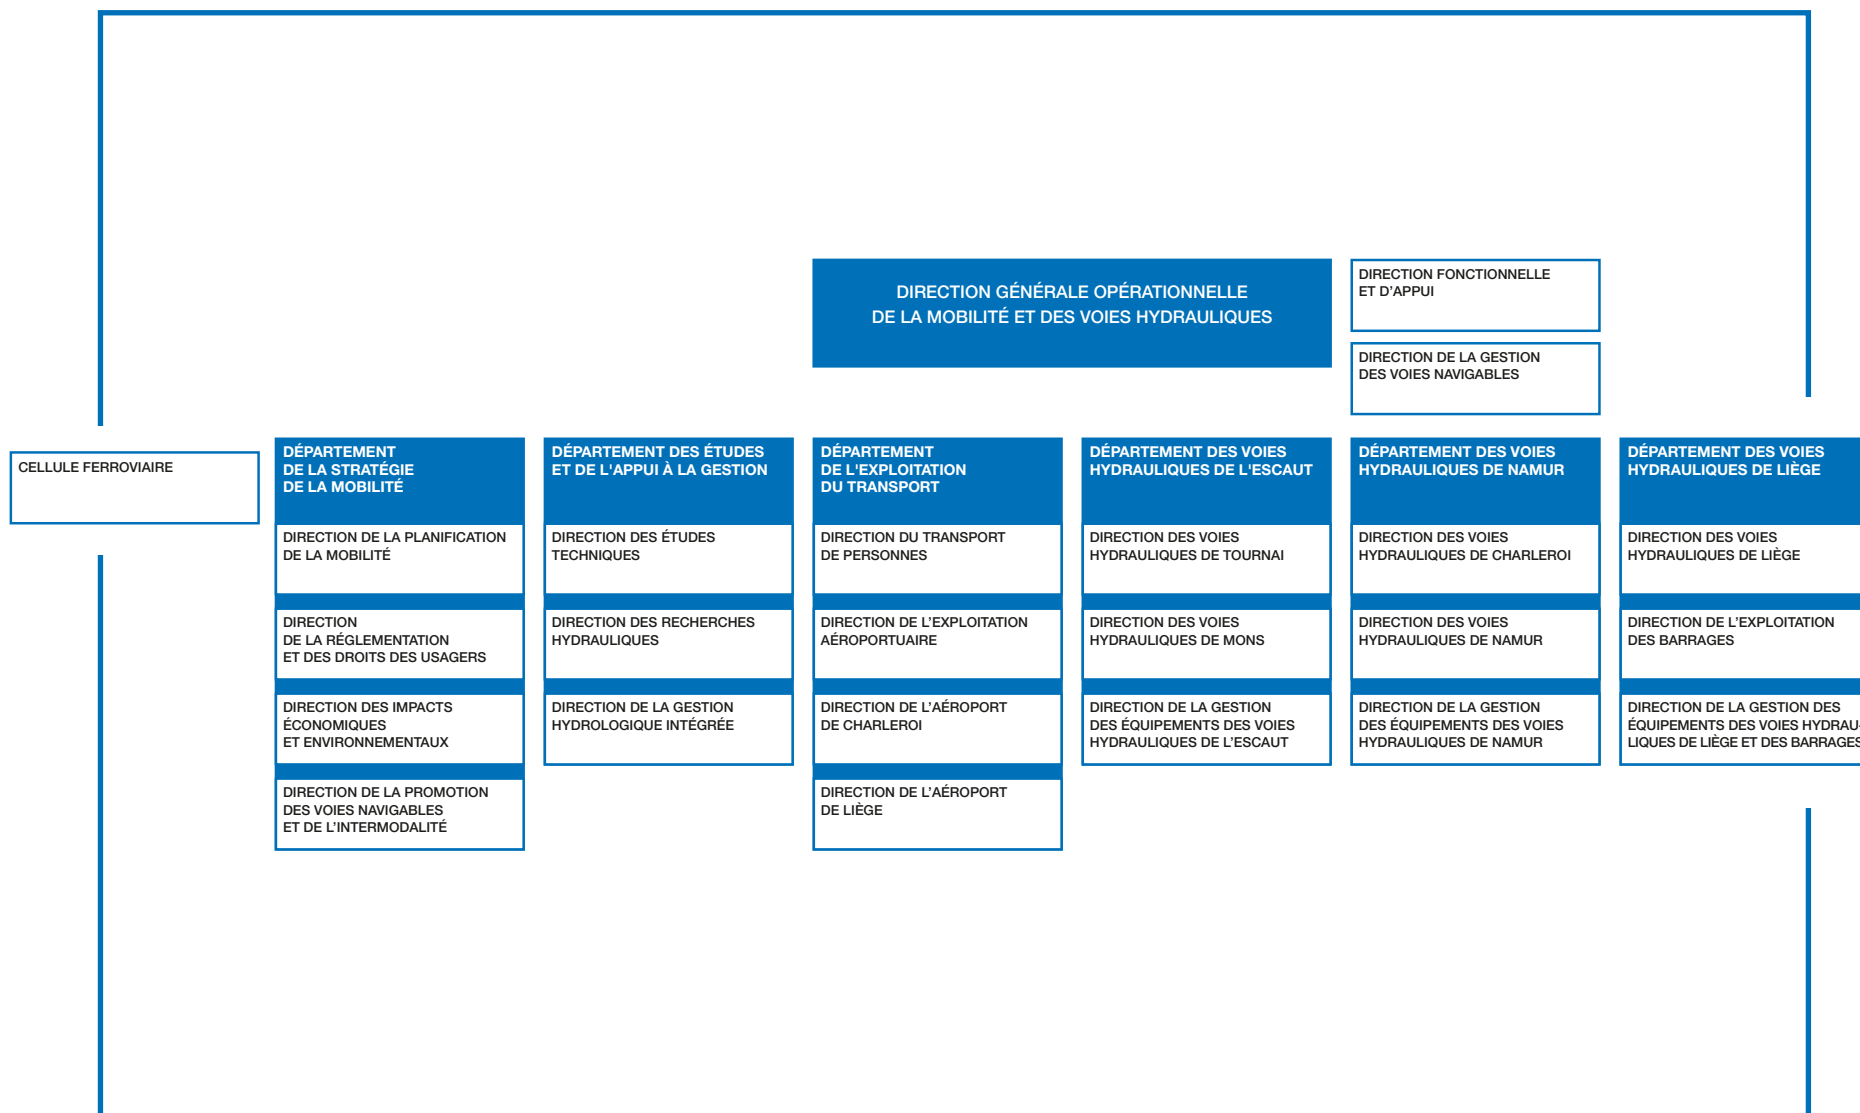 DIRECTION GÉNÉRALE OPÉRATIONNELLE
DE LA MOBILITÉ ET DES VOIES HYDRAULIQUES
DIRECTION FONCTIONNELLE
ET D’APPUI
DIRECTION DE LA GESTION
DES VOIES NAVIGABLES
CELLULE FERROVIAIRE
DÉPARTEMENT
DE LA STRATÉGIE
DE LA MOBILITÉ
DIRECTION DE LA PLANIFICATION
DE LA MOBILITÉ
DIRECTION
DE LA RÉGLEMENTATION
ET DES DROITS DES USAGERS
DIRECTION DES IMPACTS
ÉCONOMIQUES
ET ENVIRONNEMENTAUX
DIRECTION DE LA PROMOTION
DES VOIES NAVIGABLES
ET DE L’INTERMODALITÉ
DÉPARTEMENT DES ÉTUDES
ET DE L'APPUI À LA GESTION
DIRECTION DES ÉTUDES
TECHNIQUES
DIRECTION DES RECHERCHES
HYDRAULIQUES
DIRECTION DE LA GESTION
HYDROLOGIQUE INTÉGRÉE
DÉPARTEMENT
DE L'EXPLOITATION
DU TRANSPORT
DIRECTION DU TRANSPORT
DE PERSONNES
DIRECTION DE L’EXPLOITATION
AÉROPORTUAIRE
DIRECTION DE L’AÉROPORT
DE CHARLEROI
DIRECTION DE L’AÉROPORT
DE LIÈGE
DÉPARTEMENT DES VOIES
HYDRAULIQUES DE L'ESCAUT
DIRECTION DES VOIES
HYDRAULIQUES DE TOURNAI
DIRECTION DES VOIES
HYDRAULIQUES DE MONS
DIRECTION DE LA GESTION
DES ÉQUIPEMENTS DES VOIES
HYDRAULIQUES DE L’ESCAUT
DÉPARTEMENT DES VOIES
HYDRAULIQUES DE NAMUR
DIRECTION DES VOIES
HYDRAULIQUES DE CHARLEROI
DIRECTION DES VOIES
HYDRAULIQUES DE NAMUR
DIRECTION DE LA GESTION
DES ÉQUIPEMENTS DES VOIES
HYDRAULIQUES DE NAMUR
DÉPARTEMENT DES VOIES
HYDRAULIQUES DE LIÈGE
DIRECTION DES VOIES
HYDRAULIQUES DE LIÈGE
DIRECTION DE L’EXPLOITATION
DES BARRAGES
DIRECTION DE LA GESTION DES
ÉQUIPEMENTS DES VOIES HYDRAU-
LIQUES DE LIÈGE ET DES BARRAGES